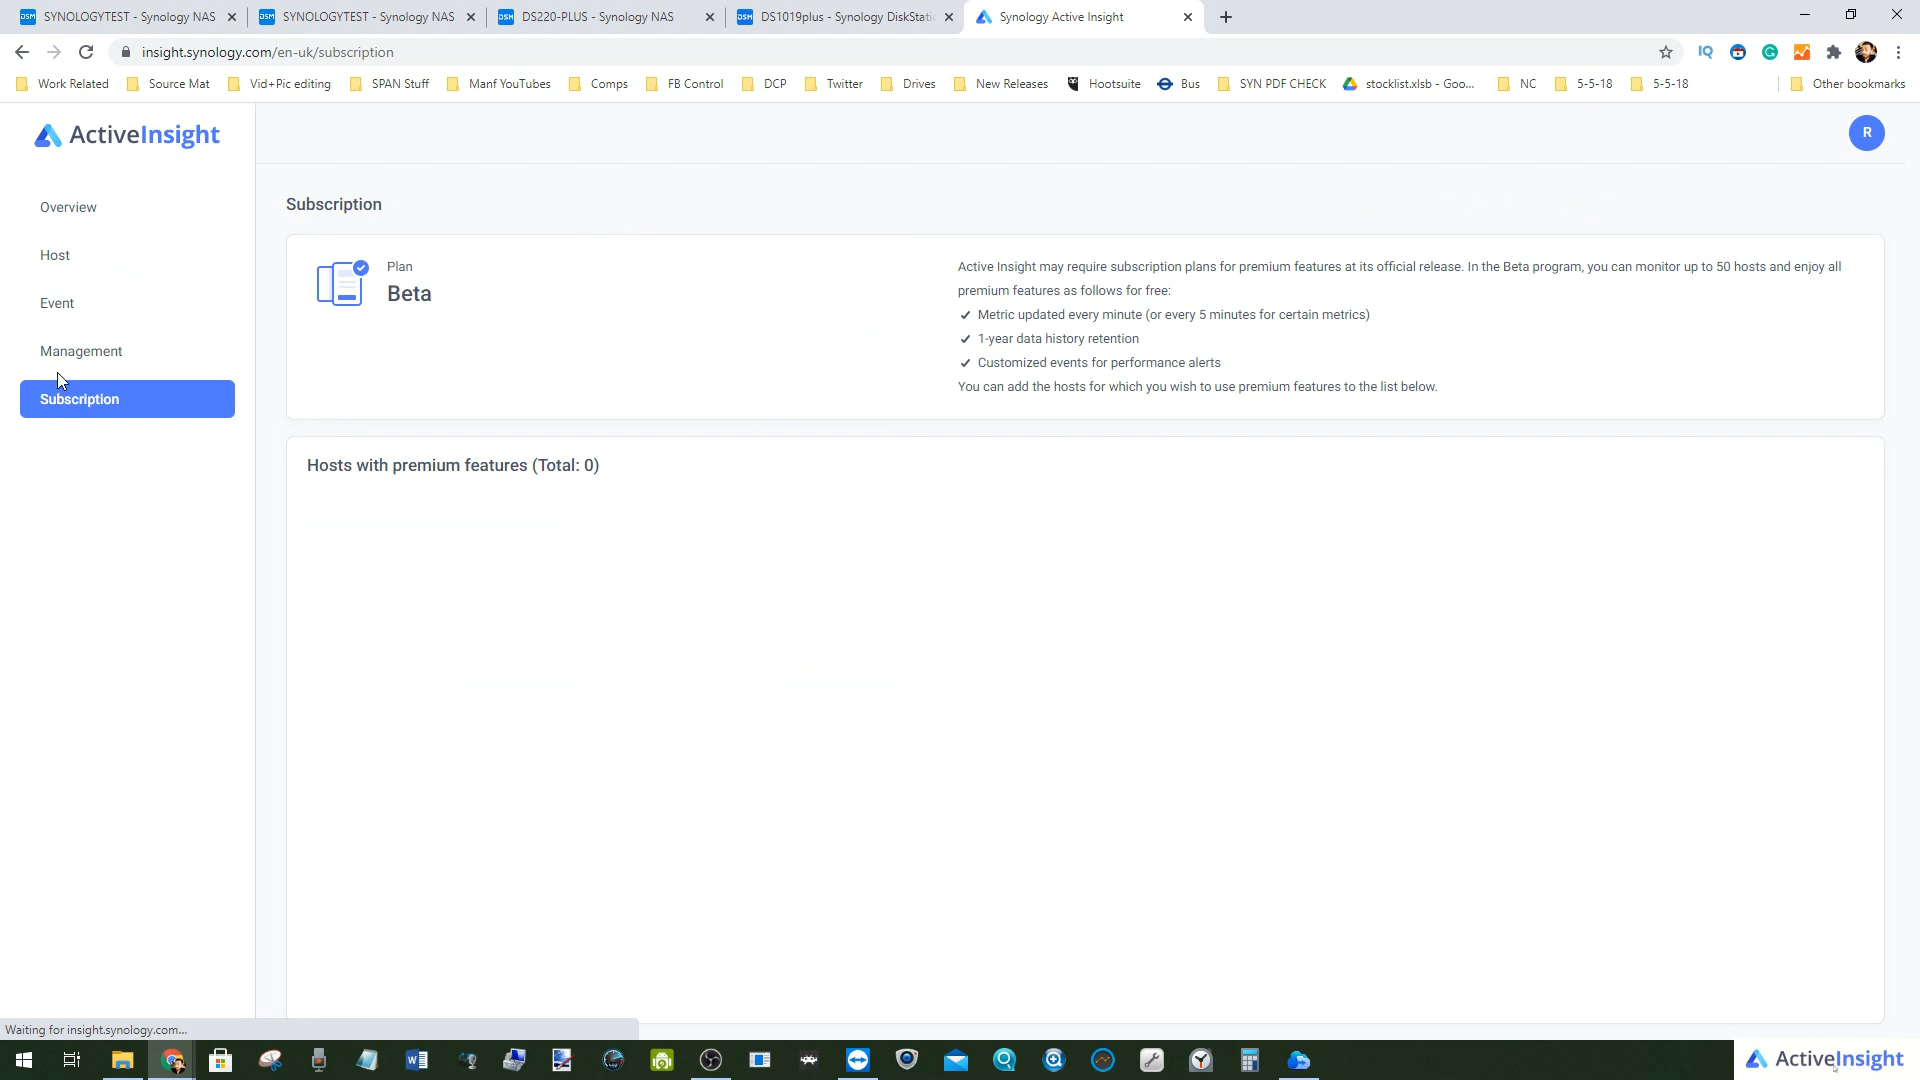 SYNOLOGYTEST - Synology NAS
SYNOLOGYTEST - Synology NAS
DS220-PLUS - Synology NAS
DS1019plus - Synology DiskStati
Synology Active Insight
insight.synology.com/en-uk/subscription
Work Related
Source Mat
Vid+Pic editing
SPAN Stuff
Manf YouTubes
Comps
FB Control
DCP
Twitter
Drives
New Releases
Hootsuite
Bus
SYN PDF CHECK
stocklist.xlsb - Goo...
NC
5-5-18
5-5-18
Other bookmarks
ActiveInsight
R
Overview
Host
Event
Management
Subscription
Subscription
Plan
Beta
Active Insight may require subscription plans for premium features at its official release. In the Beta program, you can monitor up to 50 hosts and enjoy all
premium features as follows for free:
Metric updated every minute (or every 5 minutes for certain metrics)
1-year data history retention
Customized events for performance alerts
You can add the hosts for which you wish to use premium features to the list below.
Hosts with premium features (Total: 0)
Waiting for insight.synology.com...
ActiveInsight